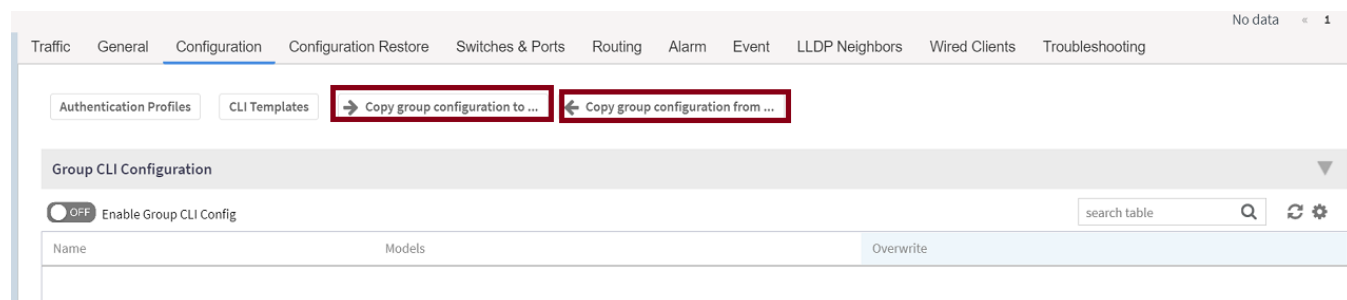 No data « 1
Traffic General Configuration Configuration Restore Switches & Ports Routing Alarm Event LLDP Neighbors Wired Clients Troubleshooting
Authentication Profiles CLI Templates Copy group configuration to ... Copy group configuration from ...
Group CLI Configuration
OFF Enable Group CLI Config search table
Name Models Overwrite